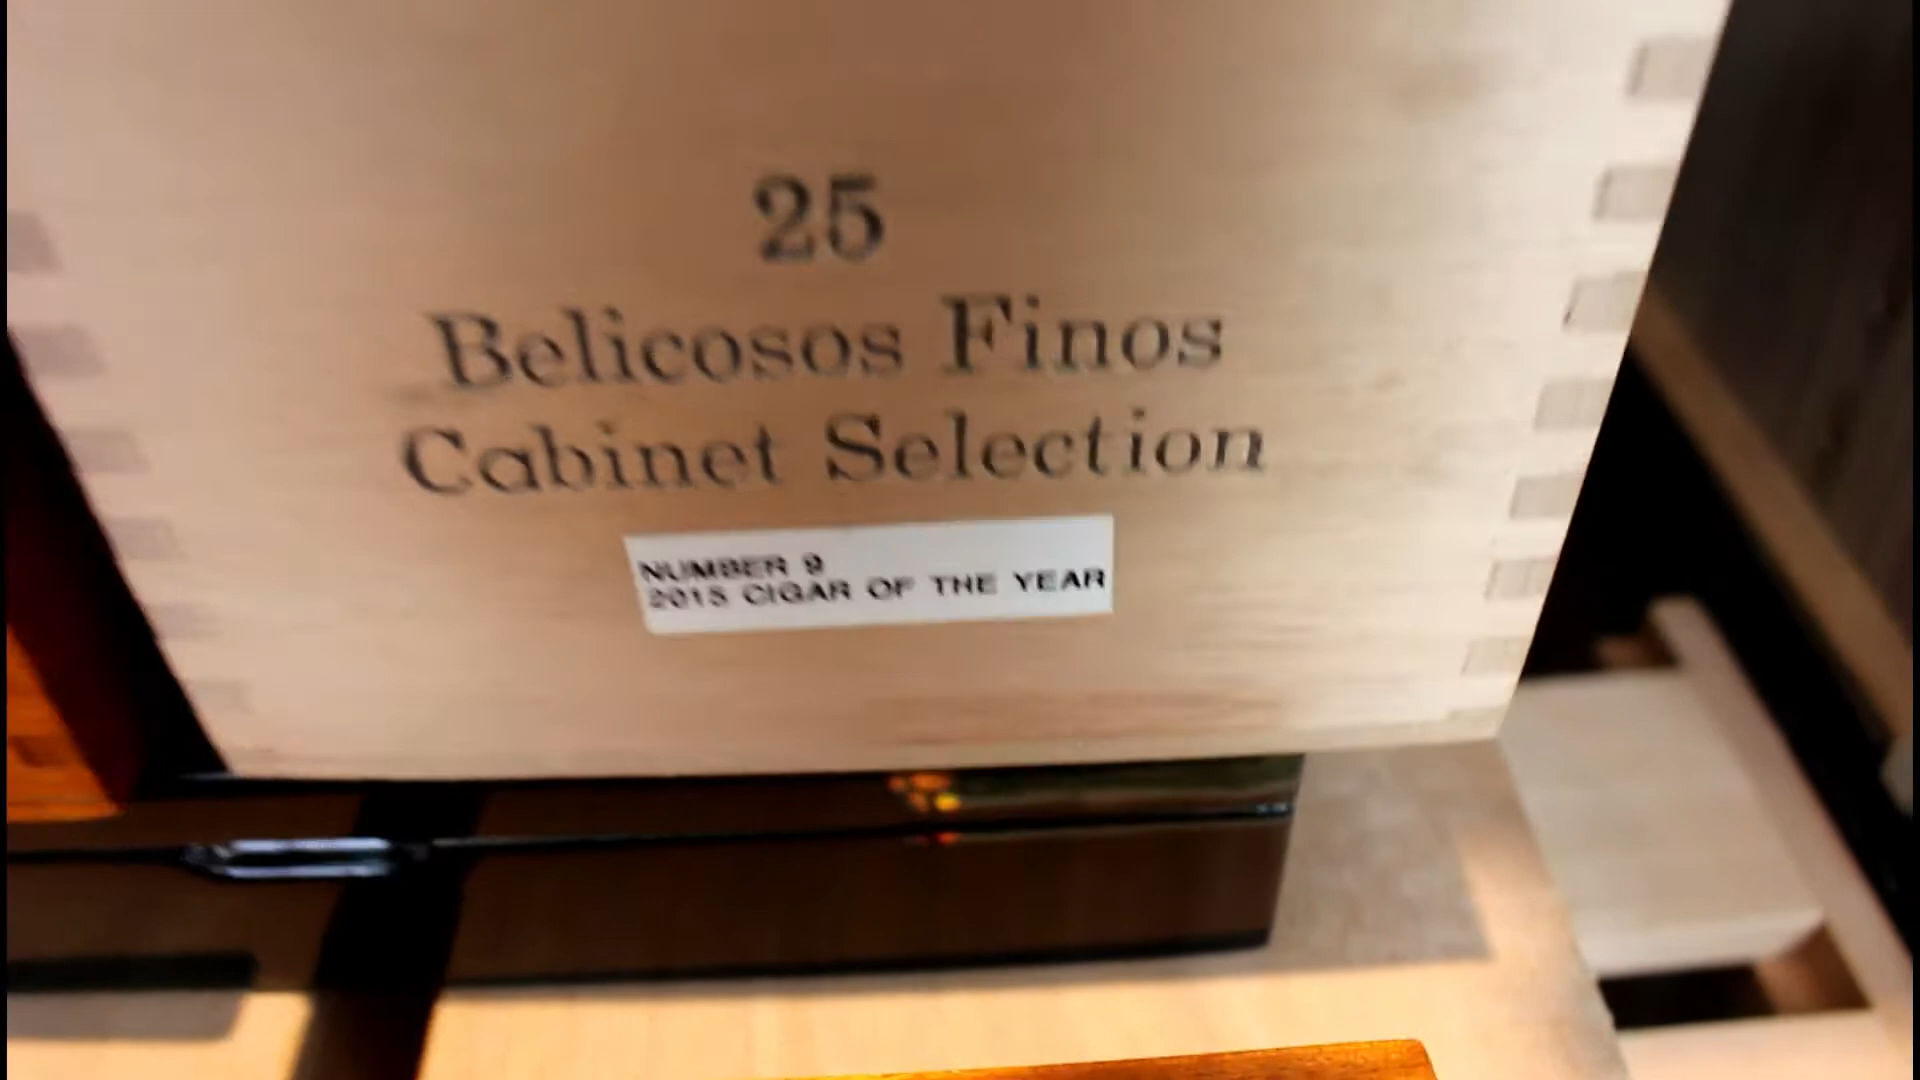 25
Belicosos Finos
Cabinet Selection
NUMBER 9
2015 CIGAR OF THE YEAR